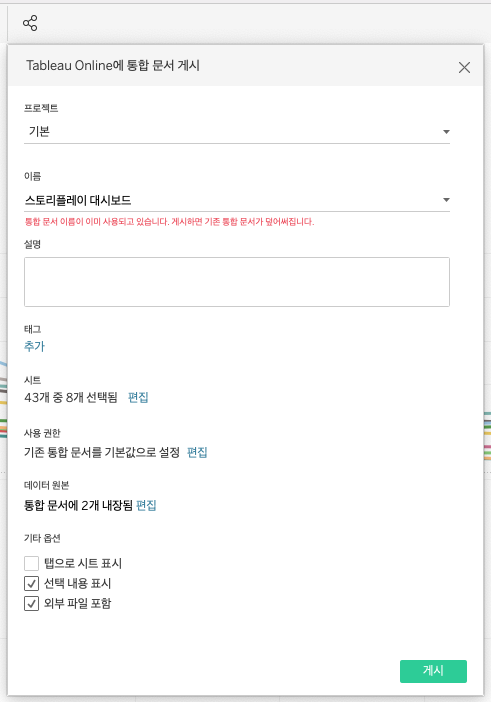 Tableau Online에 통합 문서 게시
프로젝트
기본
이름
스토리플레이 대시보드
통합 문서 이름이 이미 사용되고 있습니다. 게시하면 기존 통합 문서가 덮어써집니다.
설명
태그
추가
시트
43개 중 8개 선택됨 편집
사용 권한
기존 통합 문서를 기본값으로 설정 편집
데이터 원본
통합 문서에 2개 내장됨 편집
기타 옵션
탭으로 시트 표시
선택 내용 표시
외부 파일 포함
게시